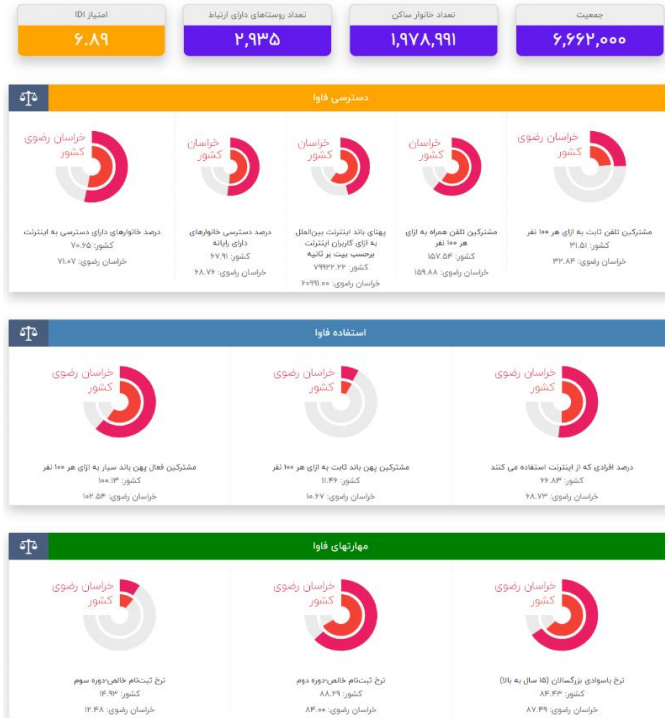 جمعیت
۶,۶۶۲,۰۰۰
تعداد خانوار ساکن
۱,۹۷۸,۹۹۱
تعداد روستاهای دارای ارتباط
۲,۹۳۵
امتیاز IDI
۶.۸۹
دسترسی فاوا
خراسان رضوی
کشور
مشترکین تلفن ثابت به ازای هر ۱۰۰ نفر
کشور: ۳۱.۵۱
خراسان رضوی: ۳۲.۸۴
خراسان
کشور
مشترکین تلفن همراه به ازای
هر ۱۰۰ نفر
کشور: ۱۵۷.۵۴
خراسان رضوی: ۱۵۹.۸۸
خراسان
کشور
پهنای باند اینترنت بین‌الملل
به ازای کاربران اینترنت
برحسب بیت بر ثانیه
کشور: ۷۹۹۲۲.۲۲
خراسان رضوی: ۶۰۹۹۱.۰۰
خراسان
کشور
درصد دسترسی خانوارهای
دارای رایانه
کشور: ۶۷.۹۱
خراسان رضوی: ۶۸.۷۶
خراسان رضوی
کشور
درصد خانوارهای دارای دسترسی به اینترنت
کشور: ۷۰.۶۵
خراسان رضوی: ۷۱.۰۷
استفاده فاوا
خراسان رضوی
کشور
درصد افرادی که از اینترنت استفاده می کنند
کشور: ۶۶.۸۳
خراسان رضوی: ۶۸.۷۳
خراسان رضوی
کشور
مشترکین پهن باند ثابت به ازای هر ۱۰۰ نفر
کشور: ۱۱.۴۶
خراسان رضوی: ۱۰.۶۷
خراسان رضوی
کشور
مشترکین فعال پهن باند سیار به ازای هر ۱۰۰ نفر
کشور: ۱۰۰.۱۳
خراسان رضوی: ۱۰۲.۵۴
مهارتهای فاوا
خراسان رضوی
کشور
نرخ باسوادی بزرگسالان (۱۵ سال به بالا)
کشور: ۸۴.۴۳
خراسان رضوی: ۸۷.۴۹
خراسان رضوی
کشور
نرخ ثبت‌نام خالص-دوره دوم
کشور: ۸۸.۲۹
خراسان رضوی: ۸۴.۰۰
خراسان رضوی
کشور
نرخ ثبت‌نام خالص-دوره سوم
کشور: ۱۴.۹۳
خراسان رضوی: ۱۲.۴۸